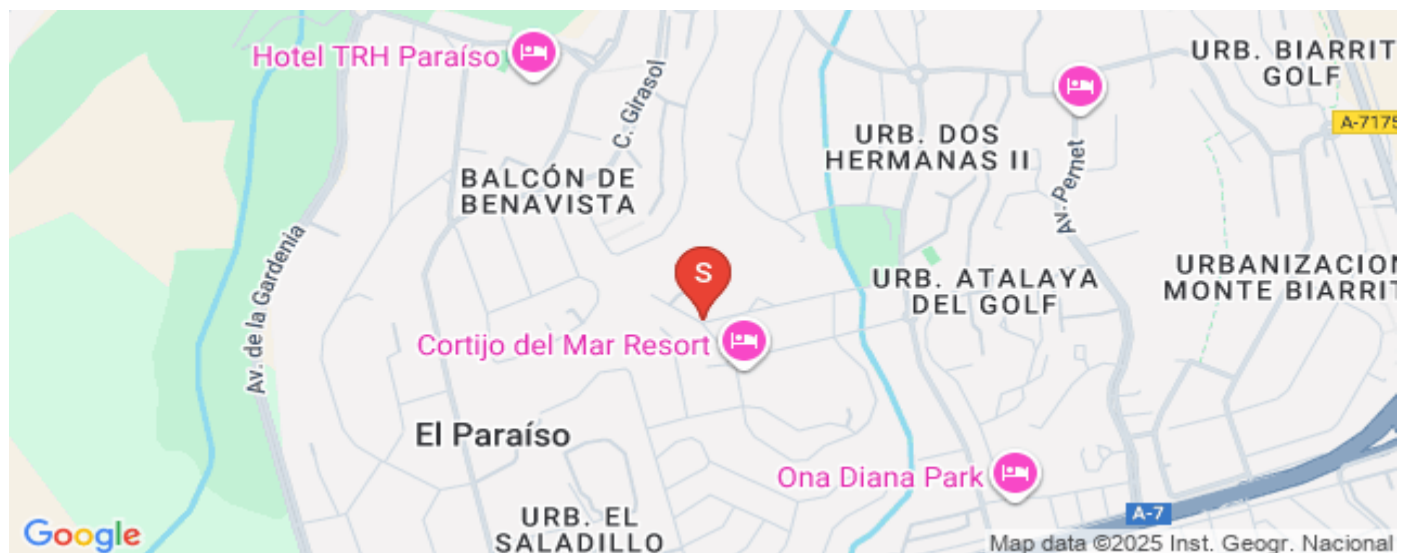 Hotel TRH Paraíso
C. Girasol
URB. BIARRIT
GOLF
A-7175
URB. DOS
HERMANAS II
BALCÓN DE
BENAVISTA
Av. Pernet
Av. de la Gardenia
S
URB. ATALAYA
DEL GOLF
URBANIZACION
MONTE BIARRIT
Cortijo del Mar Resort
El Paraíso
Ona Diana Park
URB. EL
SALADILLO
A-7
Google
Map data ©2025 Inst. Geogr. Nacional